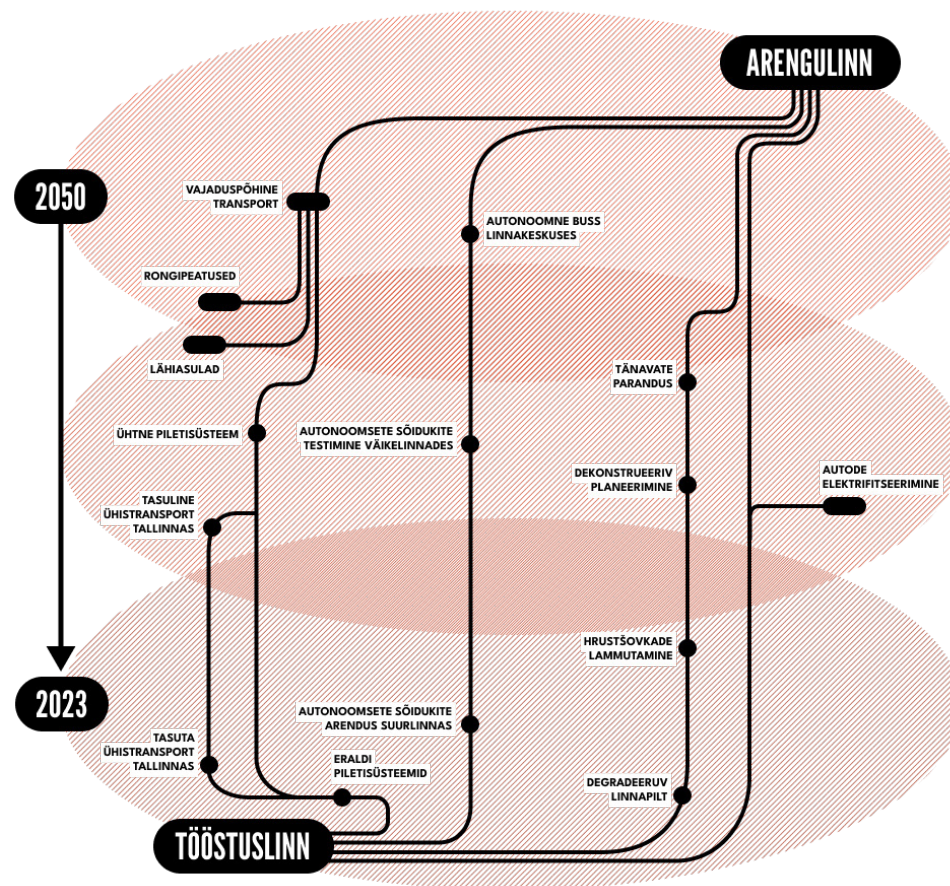 ARENGULINN
2050
VAJADUSPÕHINE
TRANSPORT
AUTONOOMNE BUSS
LINNAKESKUSES
RONGIPEATUSED
LÄHIASULAD
TÄNAVATE
PARANDUS
ÜHTNE PILETISÜSTEEM
AUTONOOMSETE SÕIDUKITE
TESTIMINE VÄIKELINNADES
DEKONSTRUEERIV
PLANEERIMINE
AUTODE
ELEKTRIFITSEERIMINE
TASULINE
ÜHISTRANSPORT
TALLINNAS
HRUSTŠOVKADE
LAMMUTAMINE
2023
AUTONOOMSETE SÕIDUKITE
ARENDUS SUURLINNAS
TASUTA
ÜHISTRANSPORT
TALLINNAS
ERALDI
PILETISÜSTEEMID
DEGRADEERUV
LINNAPILT
TÖÖSTUSLINN